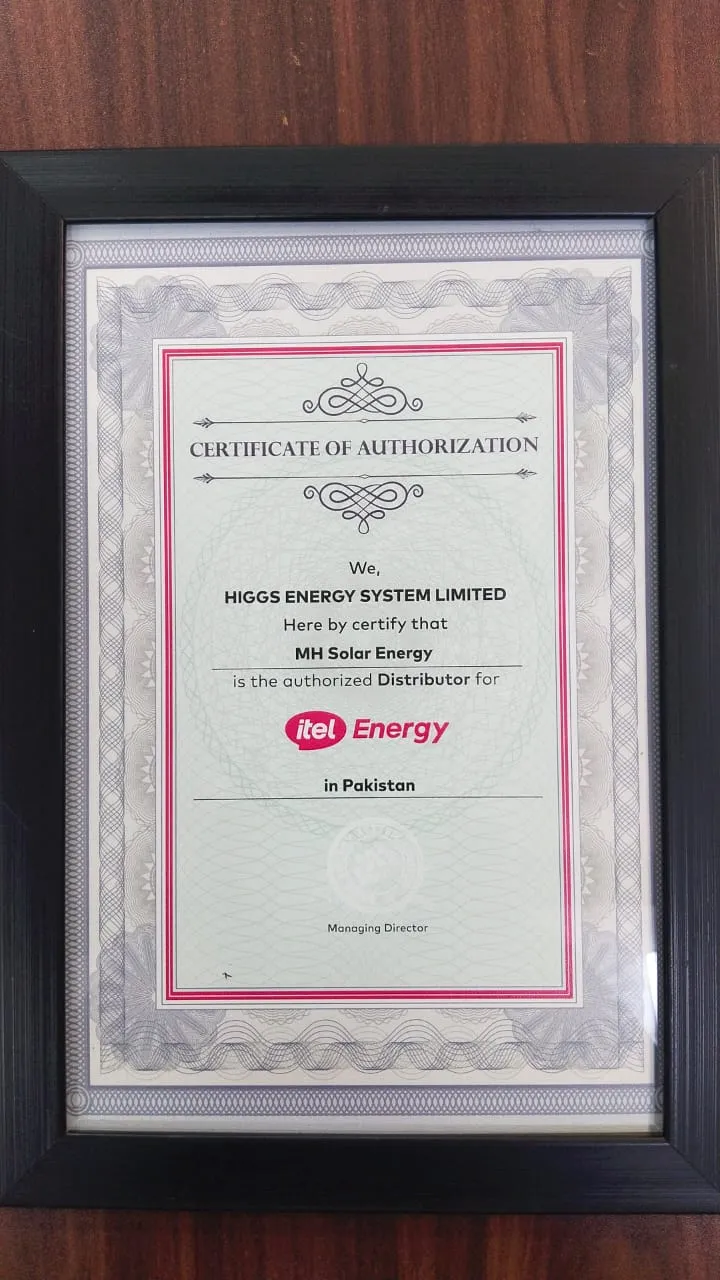 CERTIFICATE OF AUTHORIZATION
We,
HIGGS ENERGY SYSTEM LIMITED
Here by certify that
MH Solar Energy
is the authorized Distributor for
itel Energy
in Pakistan
Managing Director